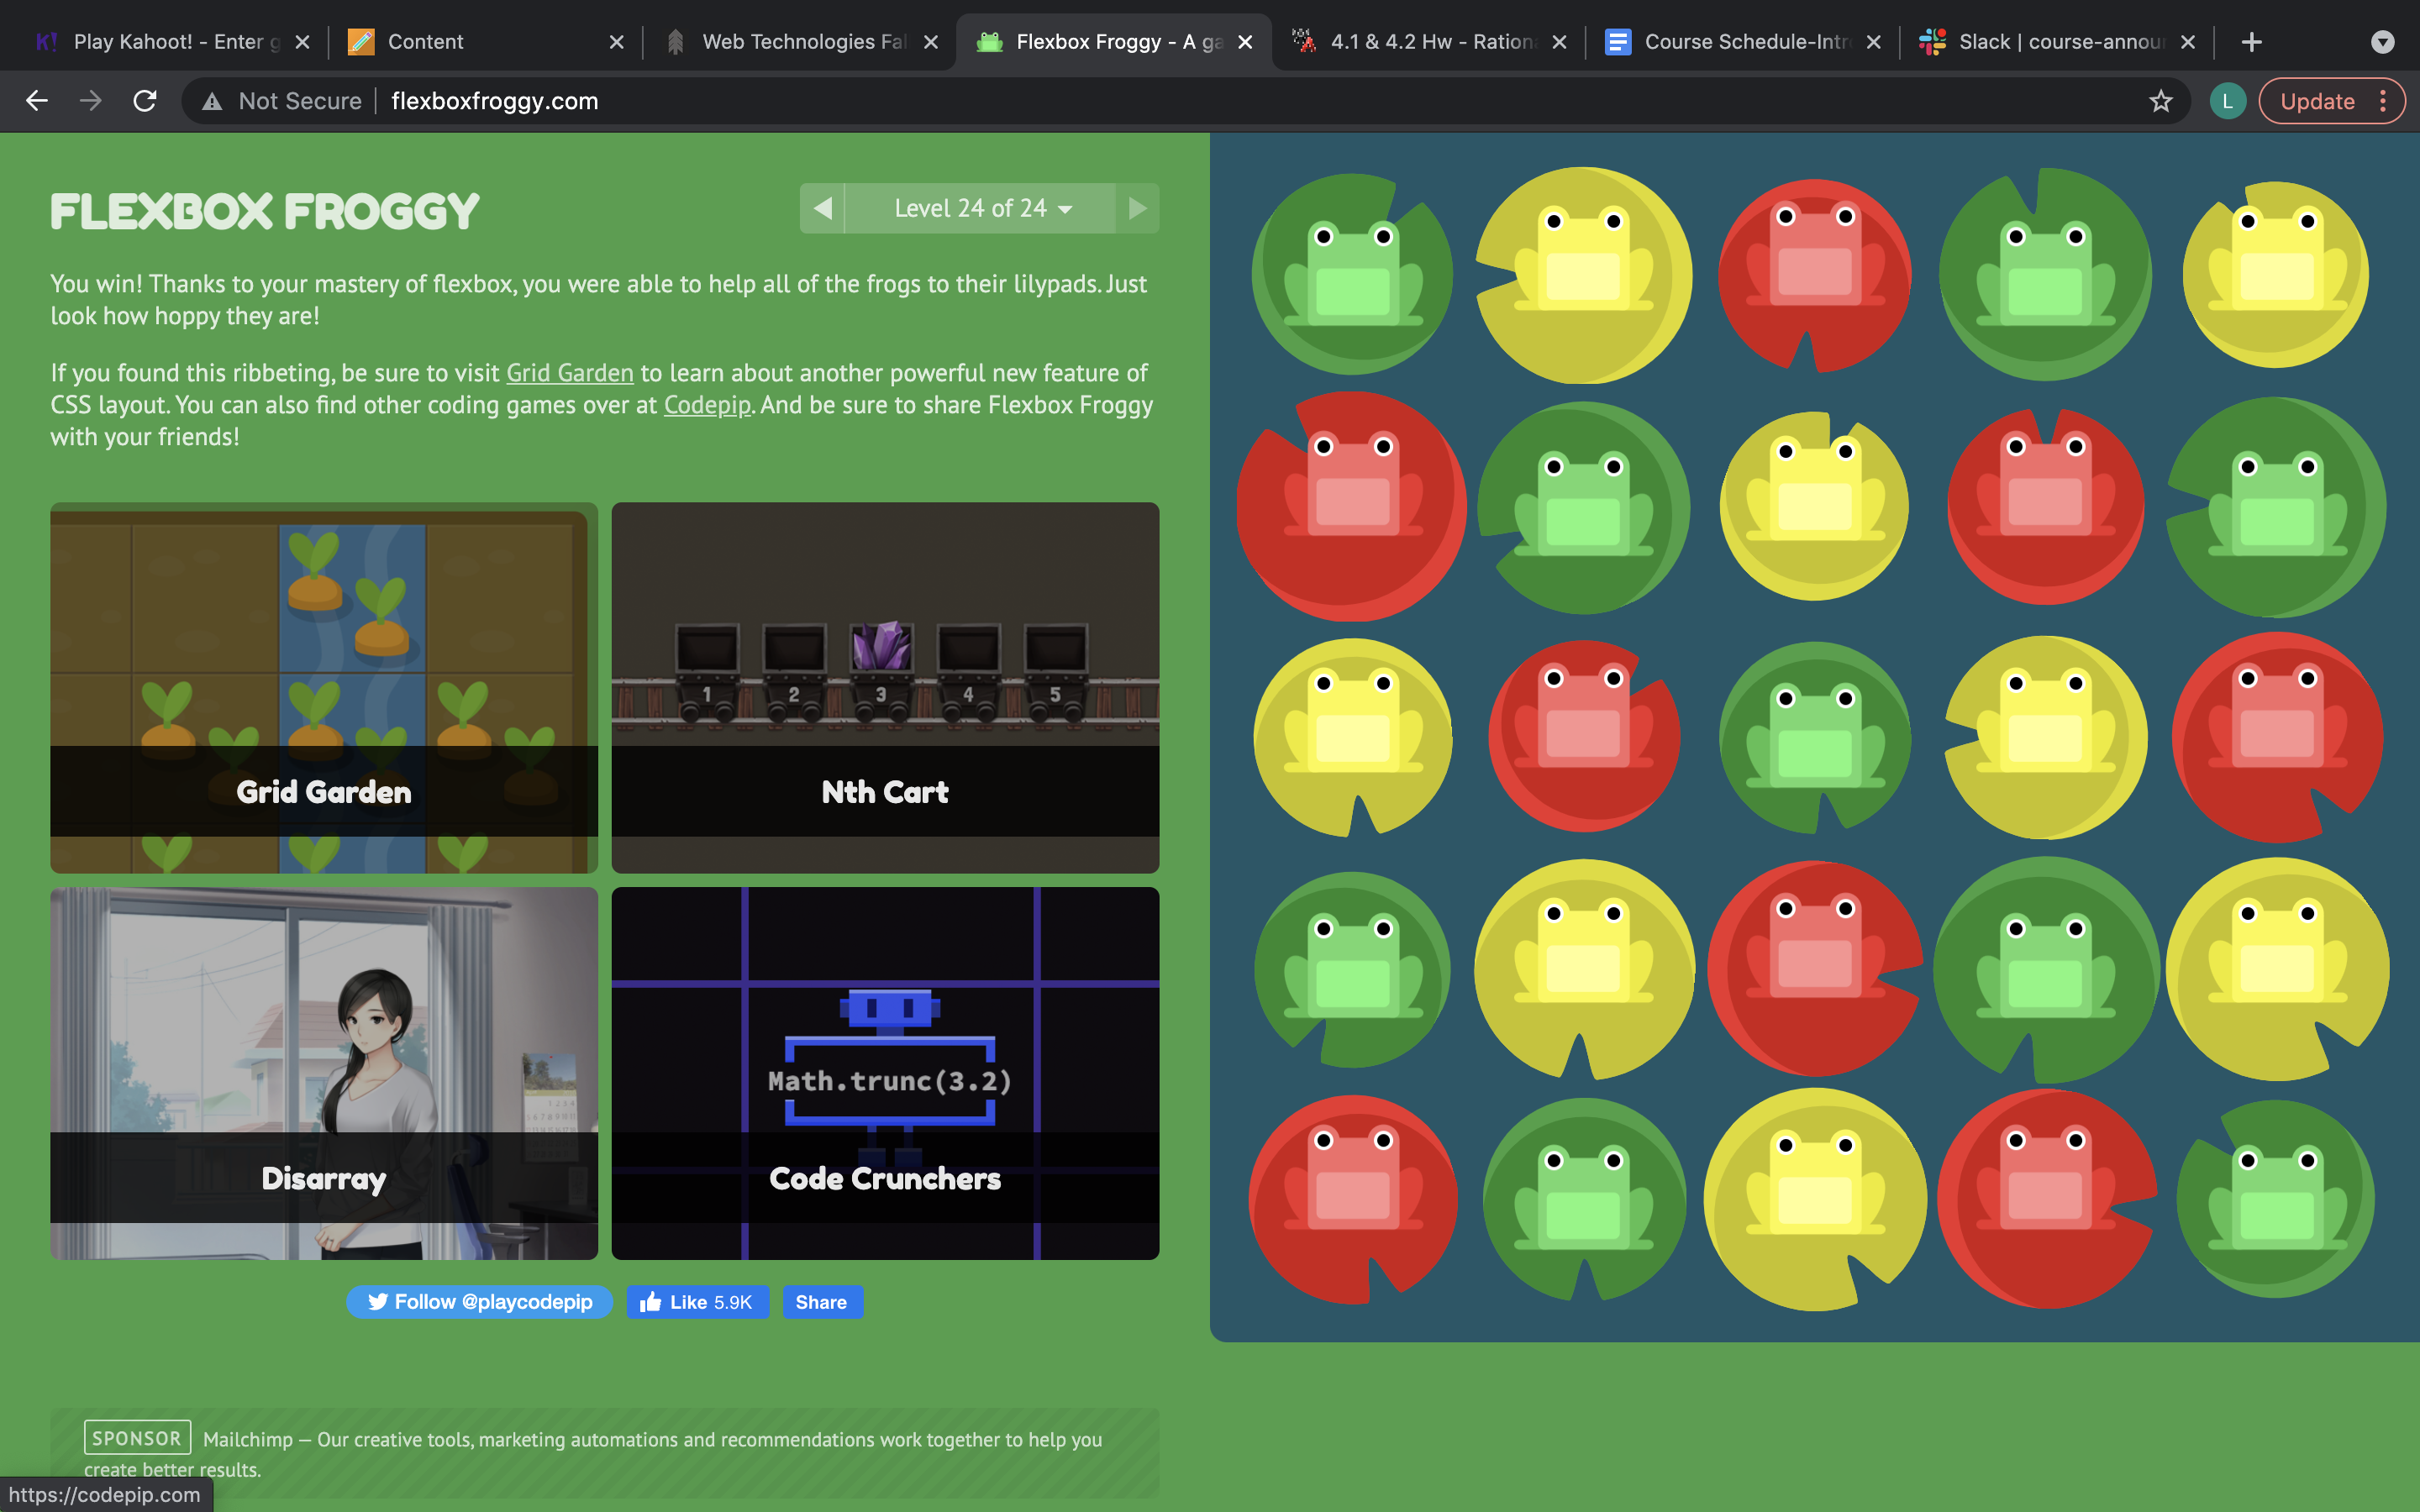 K! Play Kahoot! - Enter g
Content
Web Technologies Fal
Flexbox Froggy - A ga
4.1 & 4.2 Hw - Ration
Course Schedule-Intr
Slack | course-annou
Not Secure
flexboxfroggy.com
L
Update
FLEXBOX FROGGY
Level 24 of 24
You win! Thanks to your mastery of flexbox, you were able to help all of the frogs to their lilypads. Just
look how hoppy they are!
If you found this ribbeting, be sure to visit Grid Garden to learn about another powerful new feature of
CSS layout. You can also find other coding games over at Codepip. And be sure to share Flexbox Froggy
with your friends!
1 2 3 4 5
Grid Garden
Nth Cart
Math.trunc(3.2)
Disarray
Code Crunchers
Follow @playcodepip
Like 5.9K
Share
SPONSOR Mailchimp — Our creative tools, marketing automations and recommendations work together to help you
create better results.
https://codepip.com